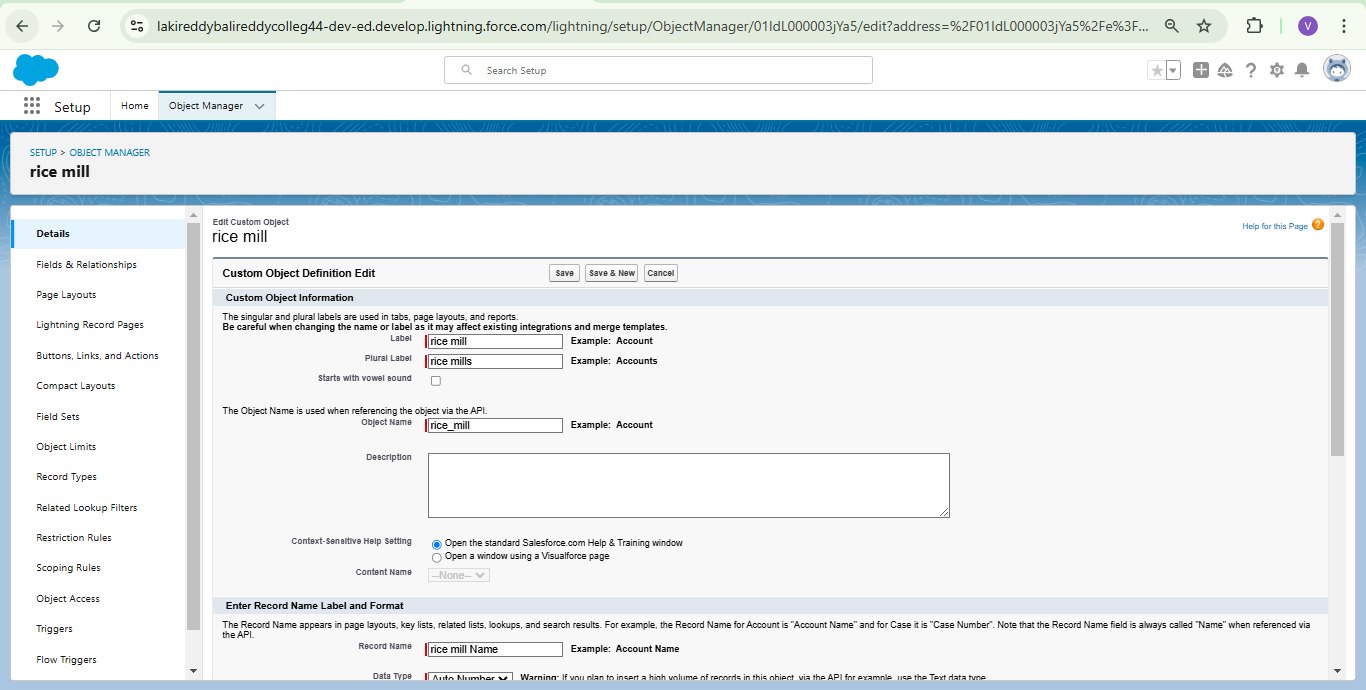 lakireddybalireddycolleg44-dev-ed.develop.lightning.force.com/lightning/setup/ObjectManager/01IdL000003jYa5/edit?address=%2F01IdL000003jYa5%2Fe%3F...
V
Search Setup
Setup
Home
Object Manager
SETUP > OBJECT MANAGER
rice mill
Details
Fields & Relationships
Page Layouts
Lightning Record Pages
Buttons, Links, and Actions
Compact Layouts
Field Sets
Object Limits
Record Types
Related Lookup Filters
Restriction Rules
Scoping Rules
Object Access
Triggers
Flow Triggers
Edit Custom Object
rice mill
Help for this Page ?
Custom Object Definition Edit
Save
Save & New
Cancel
Custom Object Information
The singular and plural labels are used in tabs, page layouts, and reports.
Be careful when changing the name or label as it may affect existing integrations and merge templates.
Label rice mill Example: Account
Plural Label rice mills Example: Accounts
Starts with vowel sound
The Object Name is used when referencing the object via the API.
Object Name rice_mill Example: Account
Description
Context-Sensitive Help Setting Open the standard Salesforce.com Help & Training window
Open a window using a Visualforce page
Content Name --None--
Enter Record Name Label and Format
The Record Name appears in page layouts, key lists, related lists, lookups, and search results. For example, the Record Name for Account is "Account Name" and for Case it is "Case Number". Note that the Record Name field is always called "Name" when referenced via
the API.
Record Name rice mill Name Example: Account Name
Data Type Auto Number Warning: If you plan to insert a high volume of records in this object, via the API for example, use the Text data type.